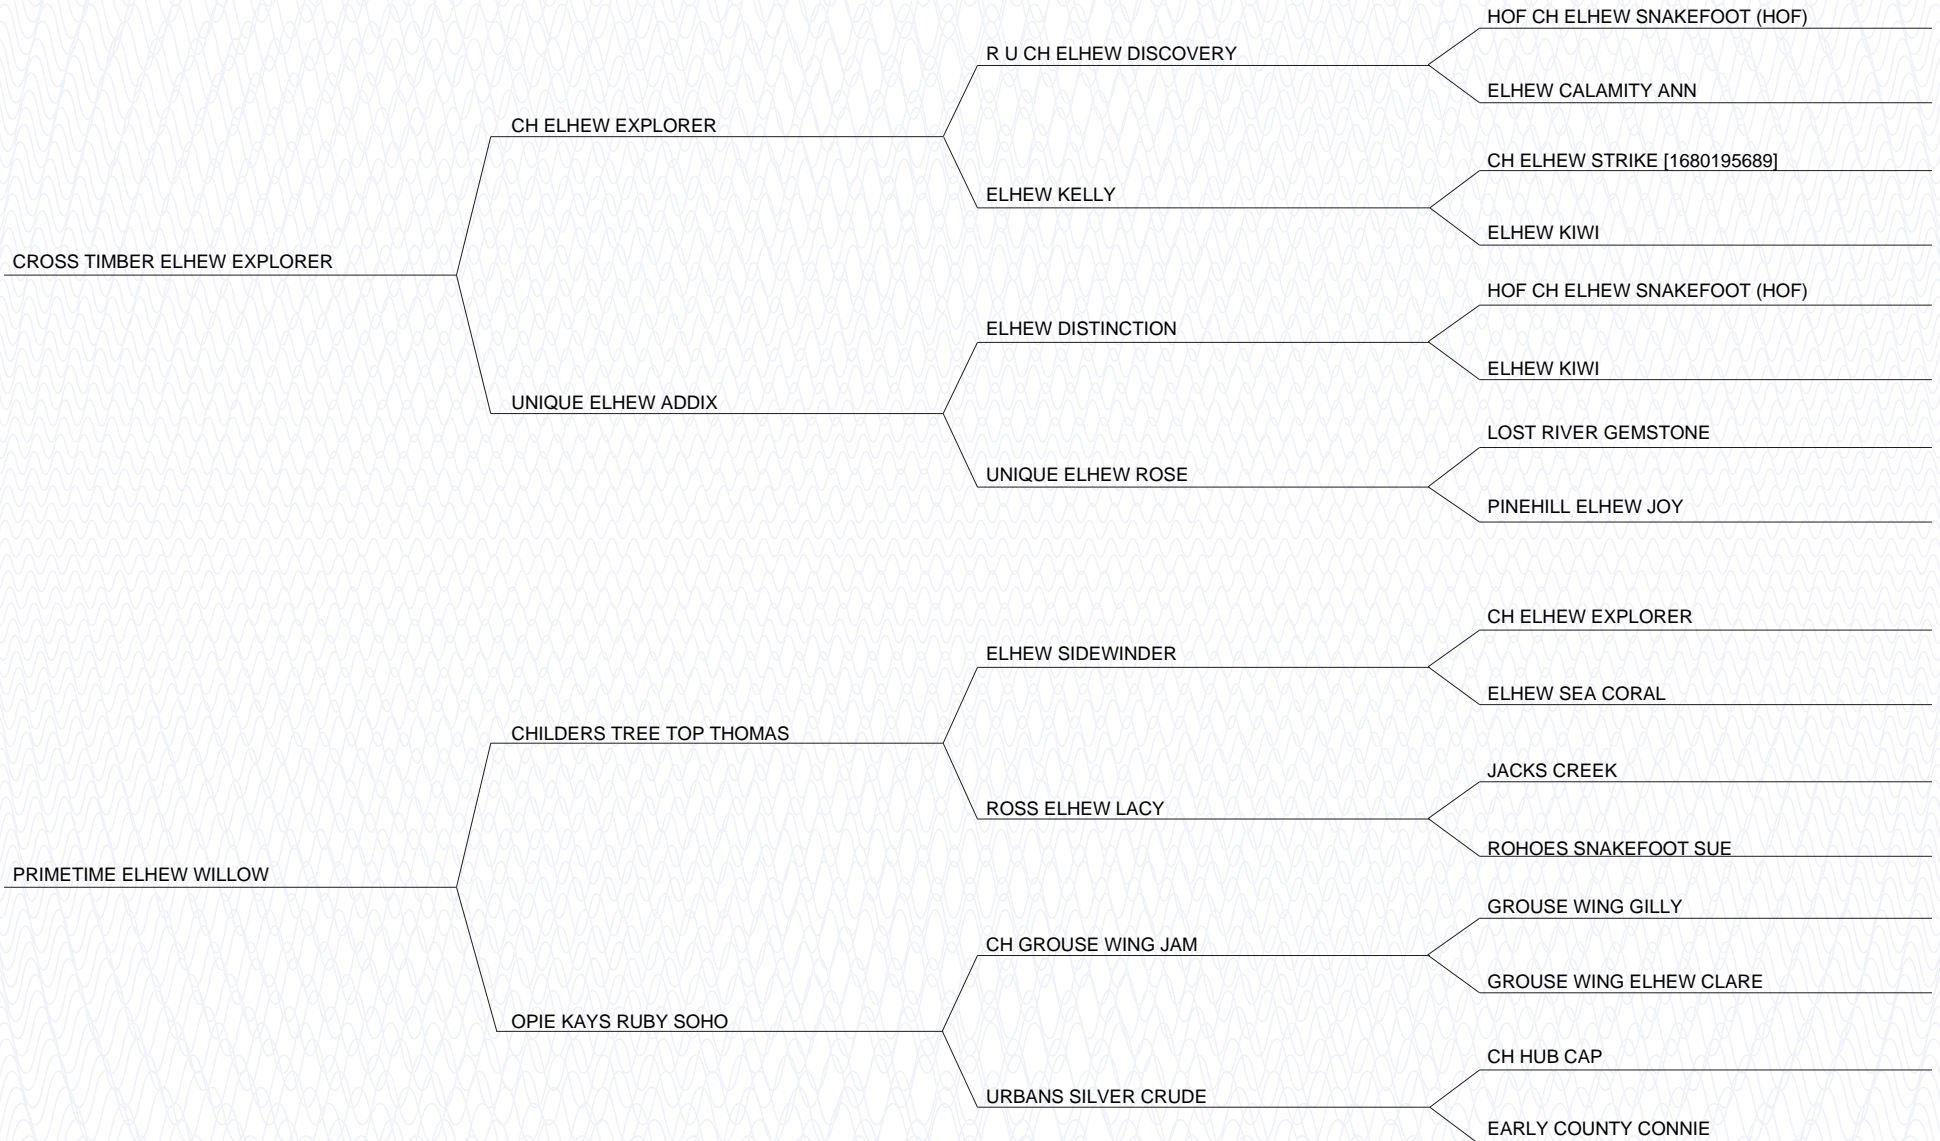 HOF CH ELHEW SNAKEFOOT (HOF)
R U CH ELHEW DISCOVERY
ELHEW CALAMITY ANN
CH ELHEW EXPLORER
CH ELHEW STRIKE [1680195689]
ELHEW KELLY
ELHEW KIWI
CROSS TIMBER ELHEW EXPLORER
HOF CH ELHEW SNAKEFOOT (HOF)
ELHEW DISTINCTION
ELHEW KIWI
UNIQUE ELHEW ADDIX
LOST RIVER GEMSTONE
UNIQUE ELHEW ROSE
PINEHILL ELHEW JOY
CH ELHEW EXPLORER
ELHEW SIDEWINDER
ELHEW SEA CORAL
CHILDERS TREE TOP THOMAS
JACKS CREEK
ROSS ELHEW LACY
ROHOES SNAKEFOOT SUE
PRIMETIME ELHEW WILLOW
GROUSE WING GILLY
CH GROUSE WING JAM
GROUSE WING ELHEW CLARE
OPIE KAYS RUBY SOHO
CH HUB CAP
URBANS SILVER CRUDE
EARLY COUNTY CONNIE